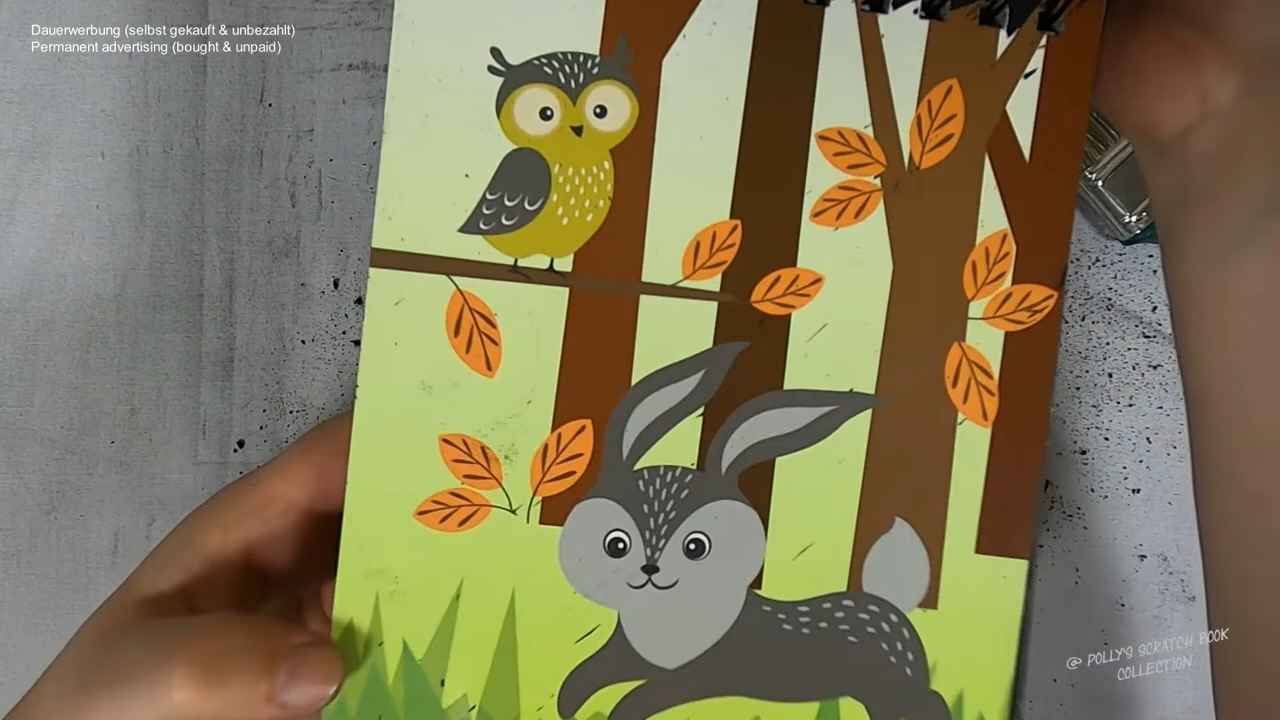 Dauerwerbung (selbst gekauft & unbezahlt)
Permanent advertising (bought & unpaid)
@ POLLY'S SCRATCH BOOK
COLLECTION